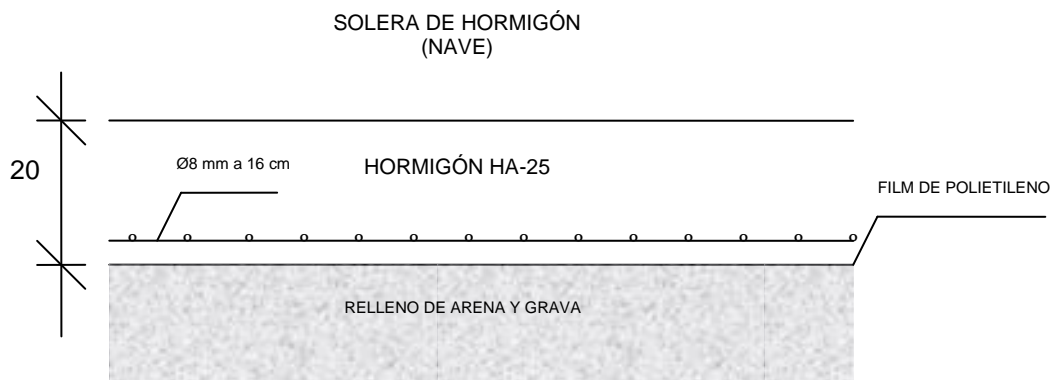 SOLERA DE HORMIGÓN
(NAVE)
20
Ø8 mm a 16 cm
HORMIGÓN HA-25
FILM DE POLIETILENO
RELLENO DE ARENA Y GRAVA